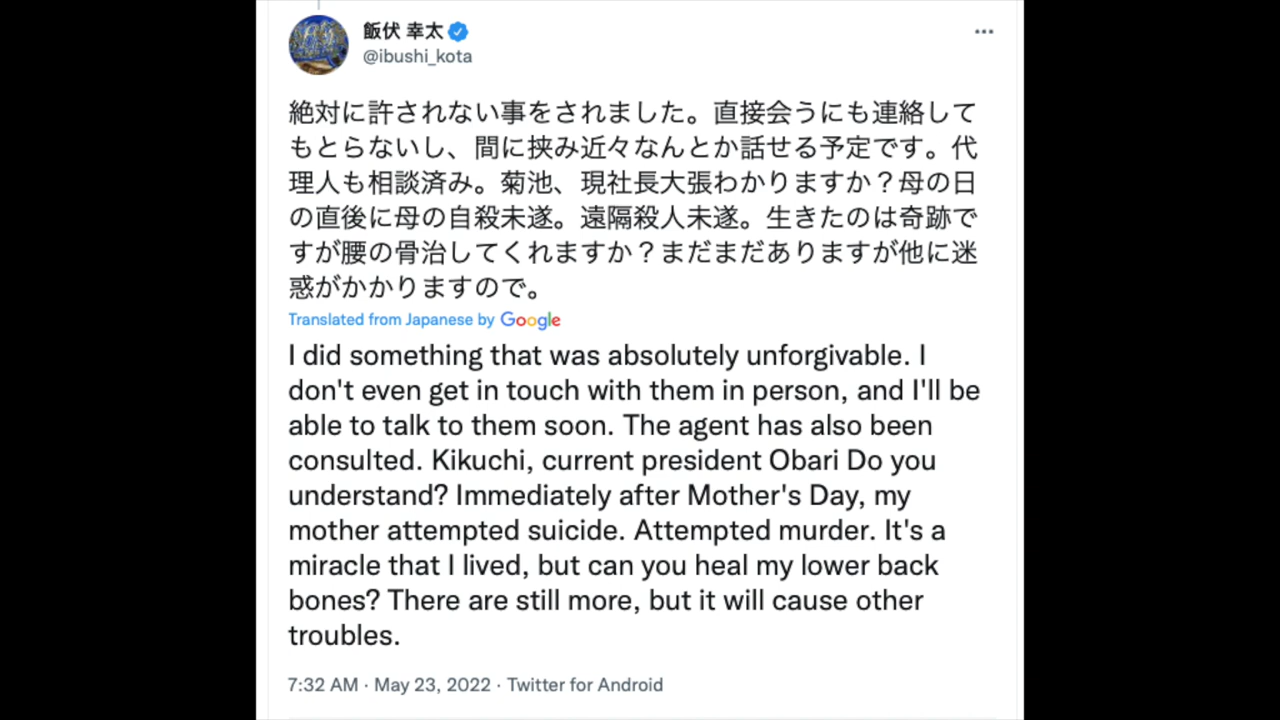 飯伏 幸太
@ibushi_kota
絶対に許されない事をされました。直接会うにも連絡して
もとらないし、間に挟み近々なんとか話せる予定です。代
理人も相談済み。菊池、現社長大張わかりますか？母の日
の直後に母の自殺未遂。遠隔殺人未遂。生きたのは奇跡で
すが腰の骨治してくれますか？まだまだありますが他に迷
惑がかかりますので。
Translated from Japanese by Google
I did something that was absolutely unforgivable. I
don't even get in touch with them in person, and I'll be
able to talk to them soon. The agent has also been
consulted. Kikuchi, current president Obari Do you
understand? Immediately after Mother's Day, my
mother attempted suicide. Attempted murder. It's a
miracle that I lived, but can you heal my lower back
bones? There are still more, but it will cause other
troubles.
7:32 AM · May 23, 2022 · Twitter for Android